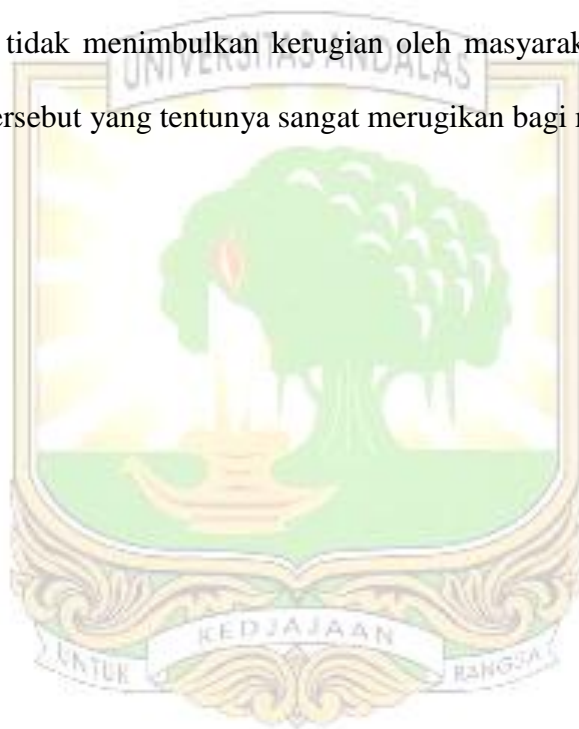 tidak menimbulkan kerugian oleh masyarak
UNIVERSITAS ANDALAS
ersebut yang tentunya sangat merugikan bagi
UNTUK KEDJAJAAN BANGSA